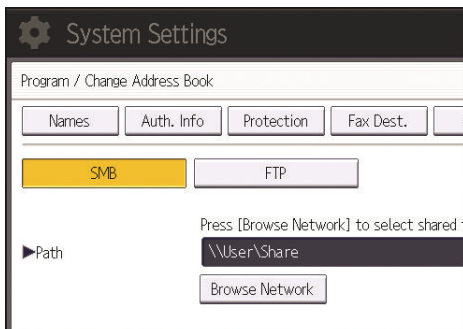 System Settings
Program / Change Address Book
Names Auth. Info Protection Fax Dest.
SMB FTP
Press [Browse Network] to select shared
▶Path \\User\Share
Browse Network